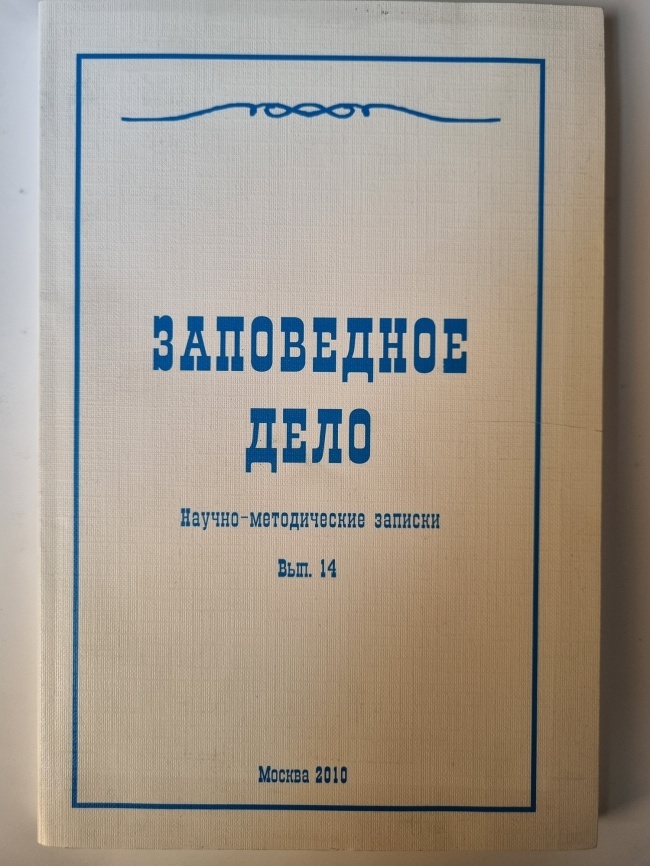 ЗАПОВЕДНОЕ
ДЕЛО
Научно-методические записки
Вып. 14
Москва 2010